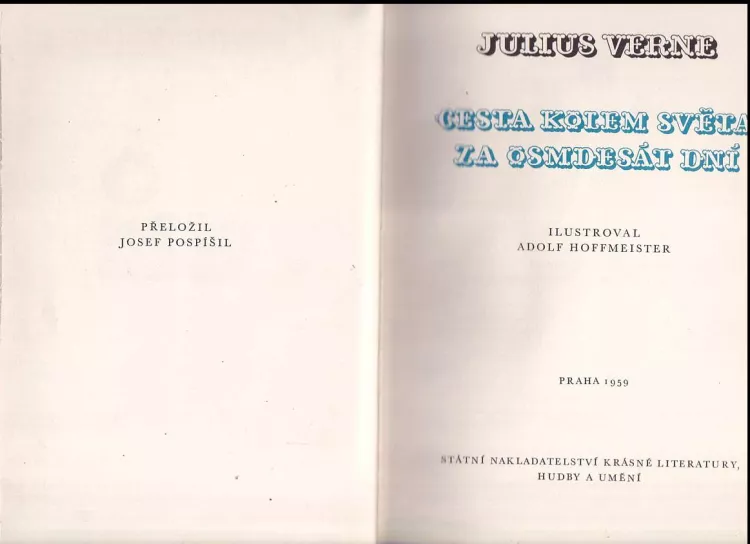 PŘELOŽIL
JOSEF POSPÍŠIL
JULIUS VERNE
CESTA KOLEM SVĚTA
ZA OSMDESÁT DNÍ
ILUSTROVAL
ADOLF HOFFMEISTER
PRAHA 1959
STÁTNÍ NAKLADATELSTVÍ KRÁSNÉ LITERATURY,
HUDBY A UMĚNÍ